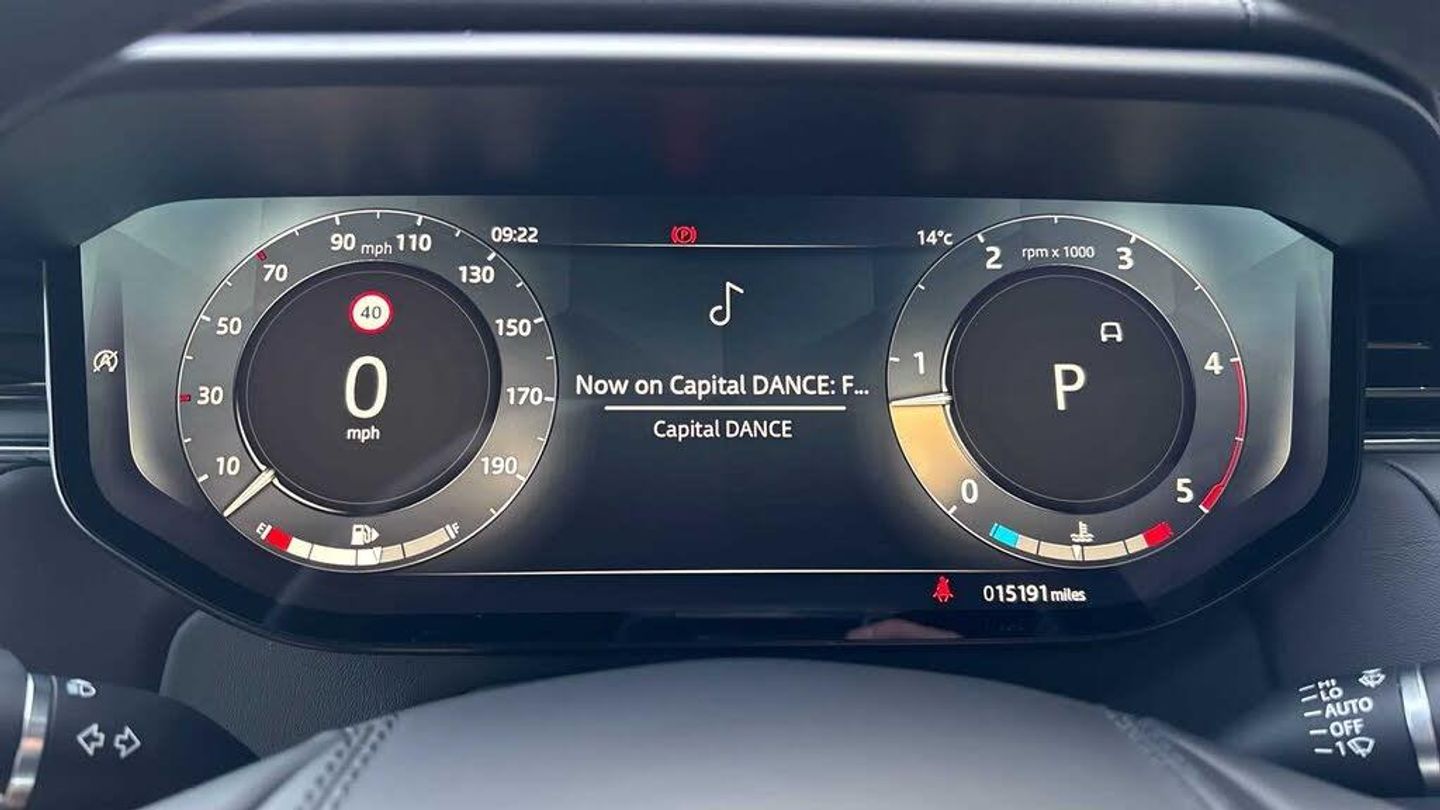 09:22
14°c
90 mph 110
70
130
50
150
30
170
10
190
40
0
mph
E
F
Now on Capital DANCE: F...
Capital DANCE
rpm x 1000
2
3
1
4
0
5
P
015191 miles
HI
LO
AUTO
OFF
1